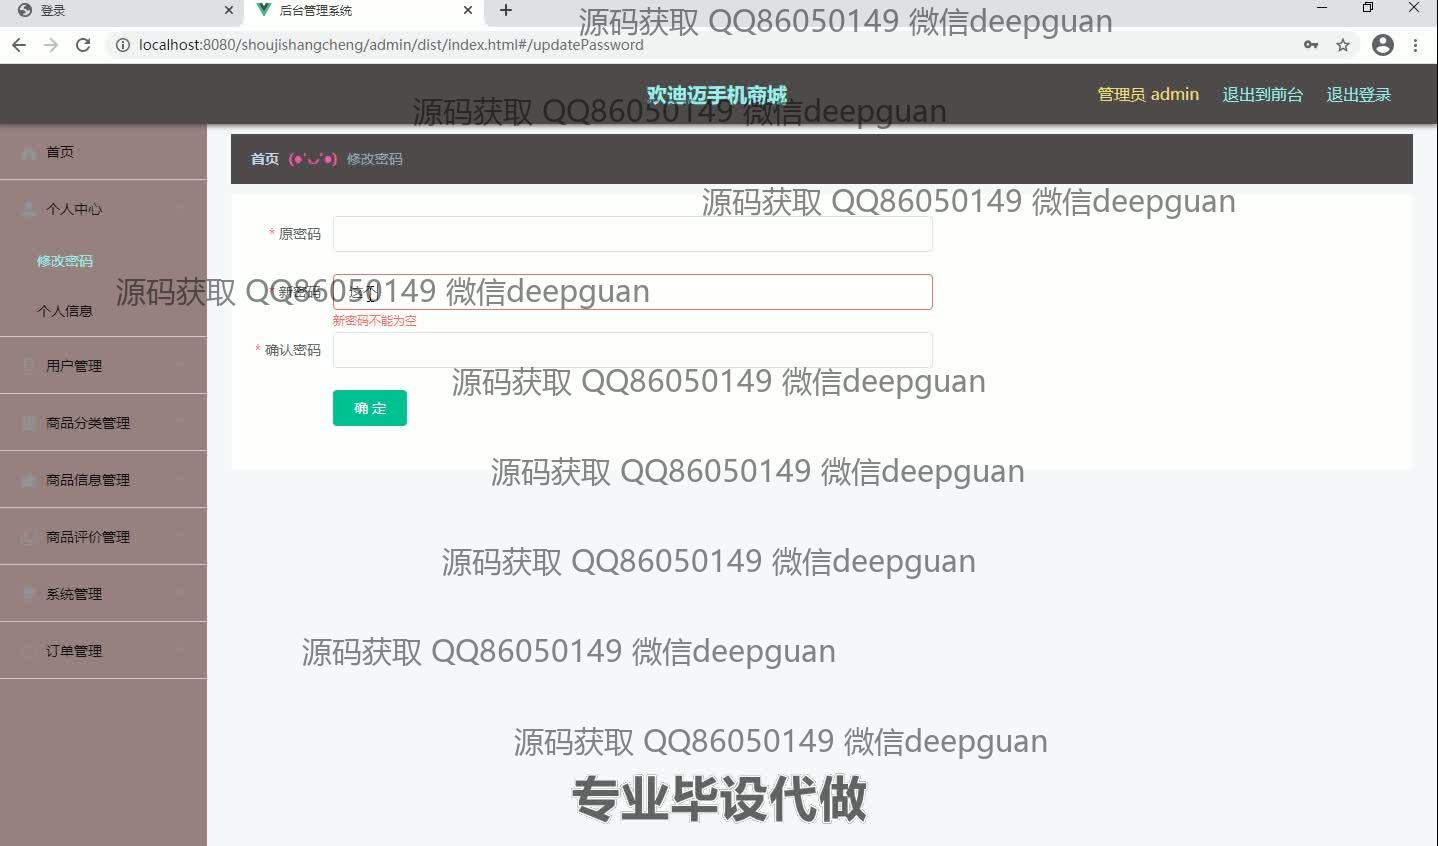 登录
后台管理系统
源码获取 QQ86050149 微信deepguan
localhost:8080/shoujishangcheng/admin/dist/index.html#/updatePassword
欢迪迈手机商城
管理员 admin
退出到前台
退出登录
源码获取 QQ86050149 微信deepguan
首页
首页 (●'◡'●) 修改密码
源码获取 QQ86050149 微信deepguan
个人中心
* 原密码
修改密码
源码获取 QQ86050149 微信deepguan
* 新密码
个人信息
新密码不能为空
* 确认密码
用户管理
源码获取 QQ86050149 微信deepguan
确 定
商品分类管理
源码获取 QQ86050149 微信deepguan
商品信息管理
商品评价管理
源码获取 QQ86050149 微信deepguan
系统管理
订单管理
源码获取 QQ86050149 微信deepguan
源码获取 QQ86050149 微信deepguan
专业毕设代做